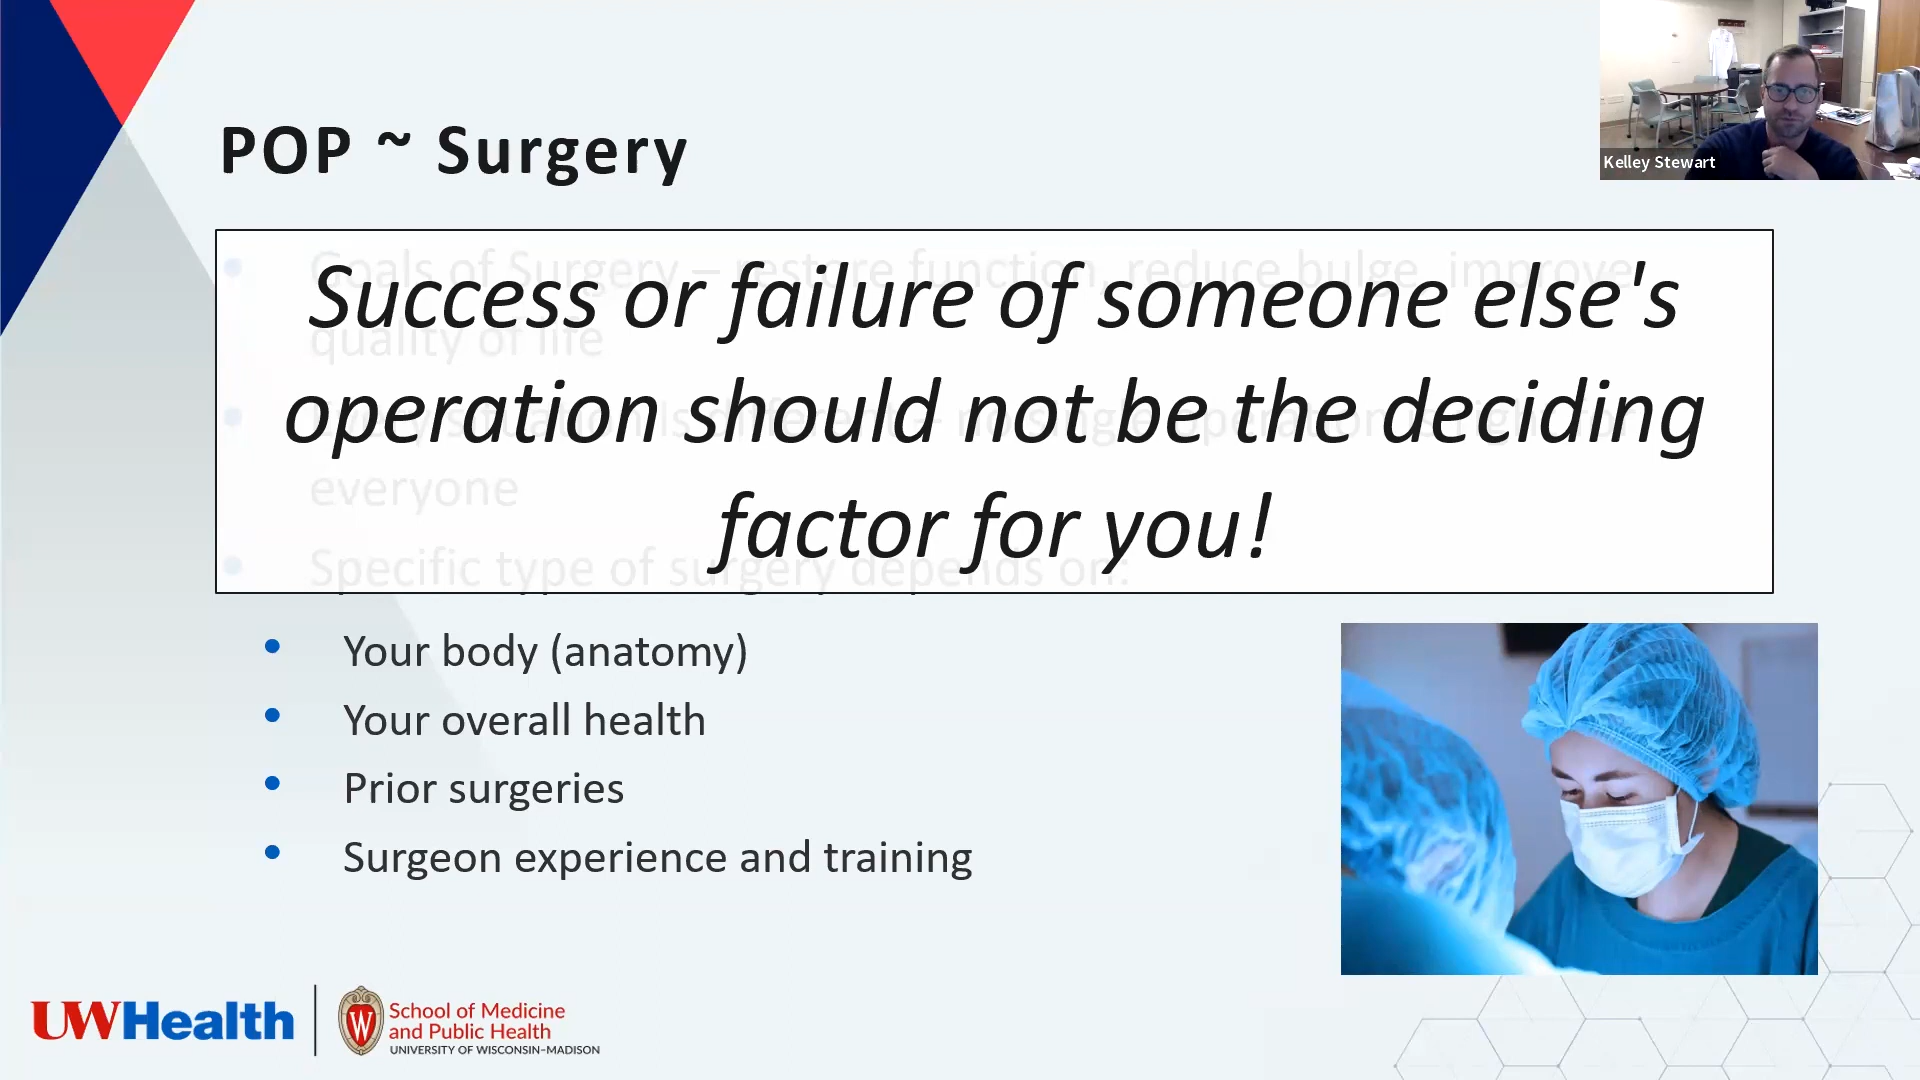 Kelley Stewart
POP ~ Surgery
Success or failure of someone else's
operation should not be the deciding
factor for you!
Goals of Surgery – restore function, reduce bulge, improve
quality of life
everyone
Specific type of surgery depends on:
• Your body (anatomy)
• Your overall health
• Prior surgeries
• Surgeon experience and training
UWHealth
W
School of Medicine
and Public Health
UNIVERSITY OF WISCONSIN-MADISON